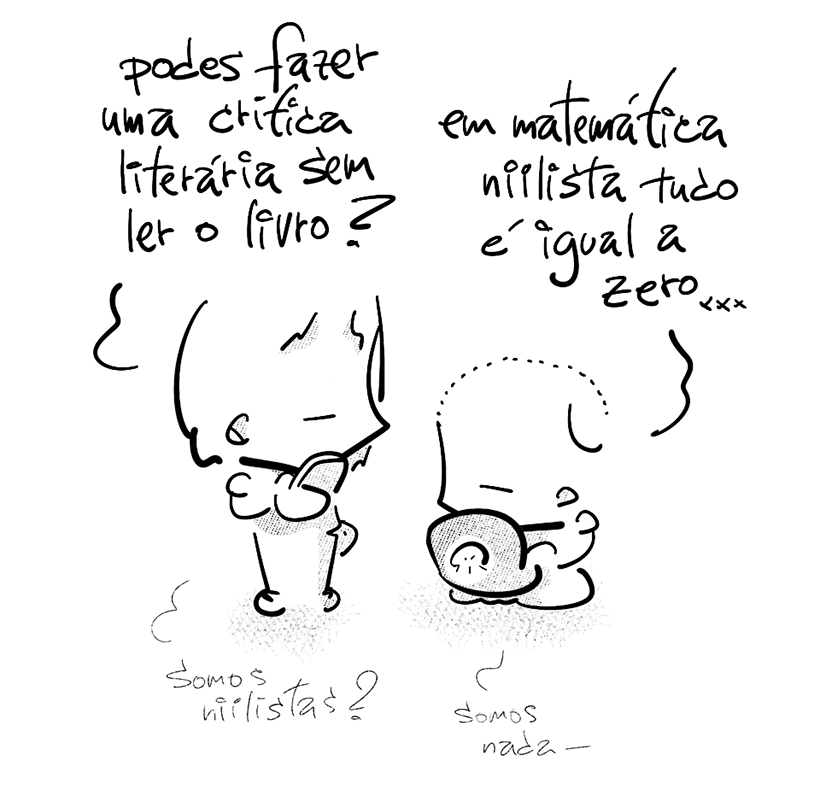 podes fazer
uma crítica
literária sem
ler o livro?
em matemática
niilista tudo
é igual a
zero...
somos
niilistas?
somos
nada—